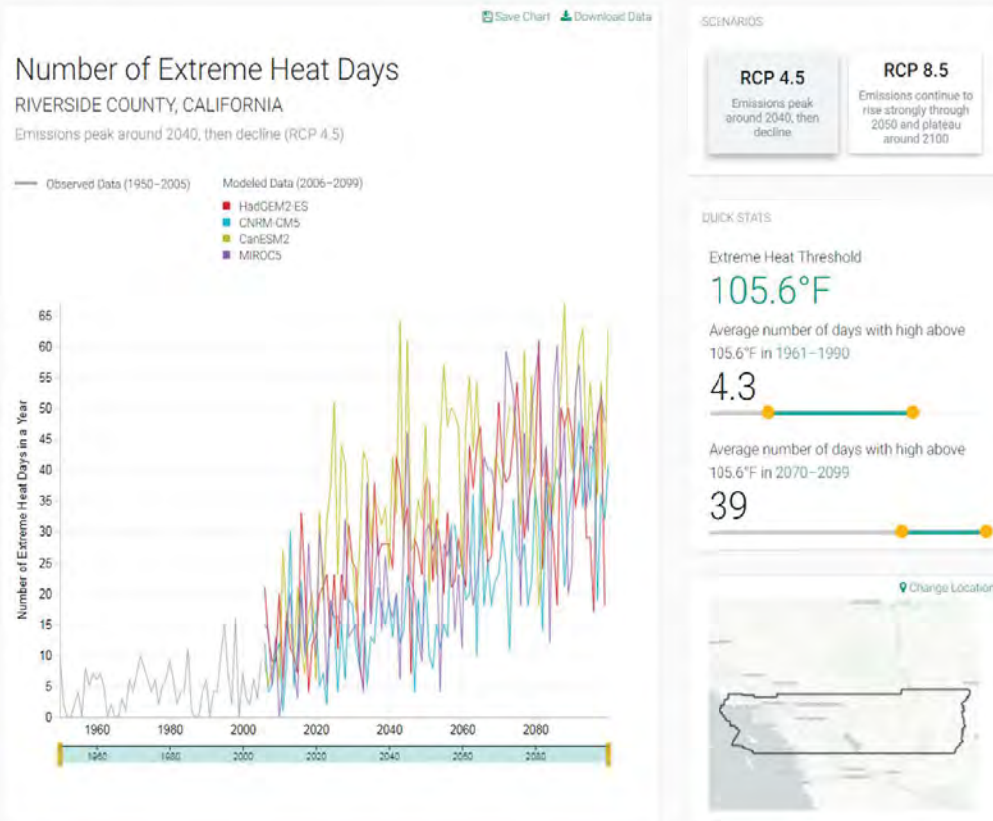 Save Chart Download Data
Number of Extreme Heat Days
RIVERSIDE COUNTY, CALIFORNIA
Emissions peak around 2040, then decline (RCP 4.5)
Observed Data (1950–2005)
Modeled Data (2006–2099)
HadGEM2-ES
CNRM-CM5
CanESM2
MIROC5
Number of Extreme Heat Days in a Year
65
60
55
50
45
40
35
30
25
20
15
10
5
0
1960 1980 2000 2020 2040 2060 2080
1960 1980 2000 2020 2040 2060 2080
SCENARIOS
RCP 4.5
Emissions peak
around 2040, then
decline
RCP 8.5
Emissions continue to
rise strongly through
2050 and plateau
around 2100
QUICK STATS
Extreme Heat Threshold
105.6°F
Average number of days with high above
105.6°F in 1961–1990
4.3
Average number of days with high above
105.6°F in 2070–2099
39
Change Location